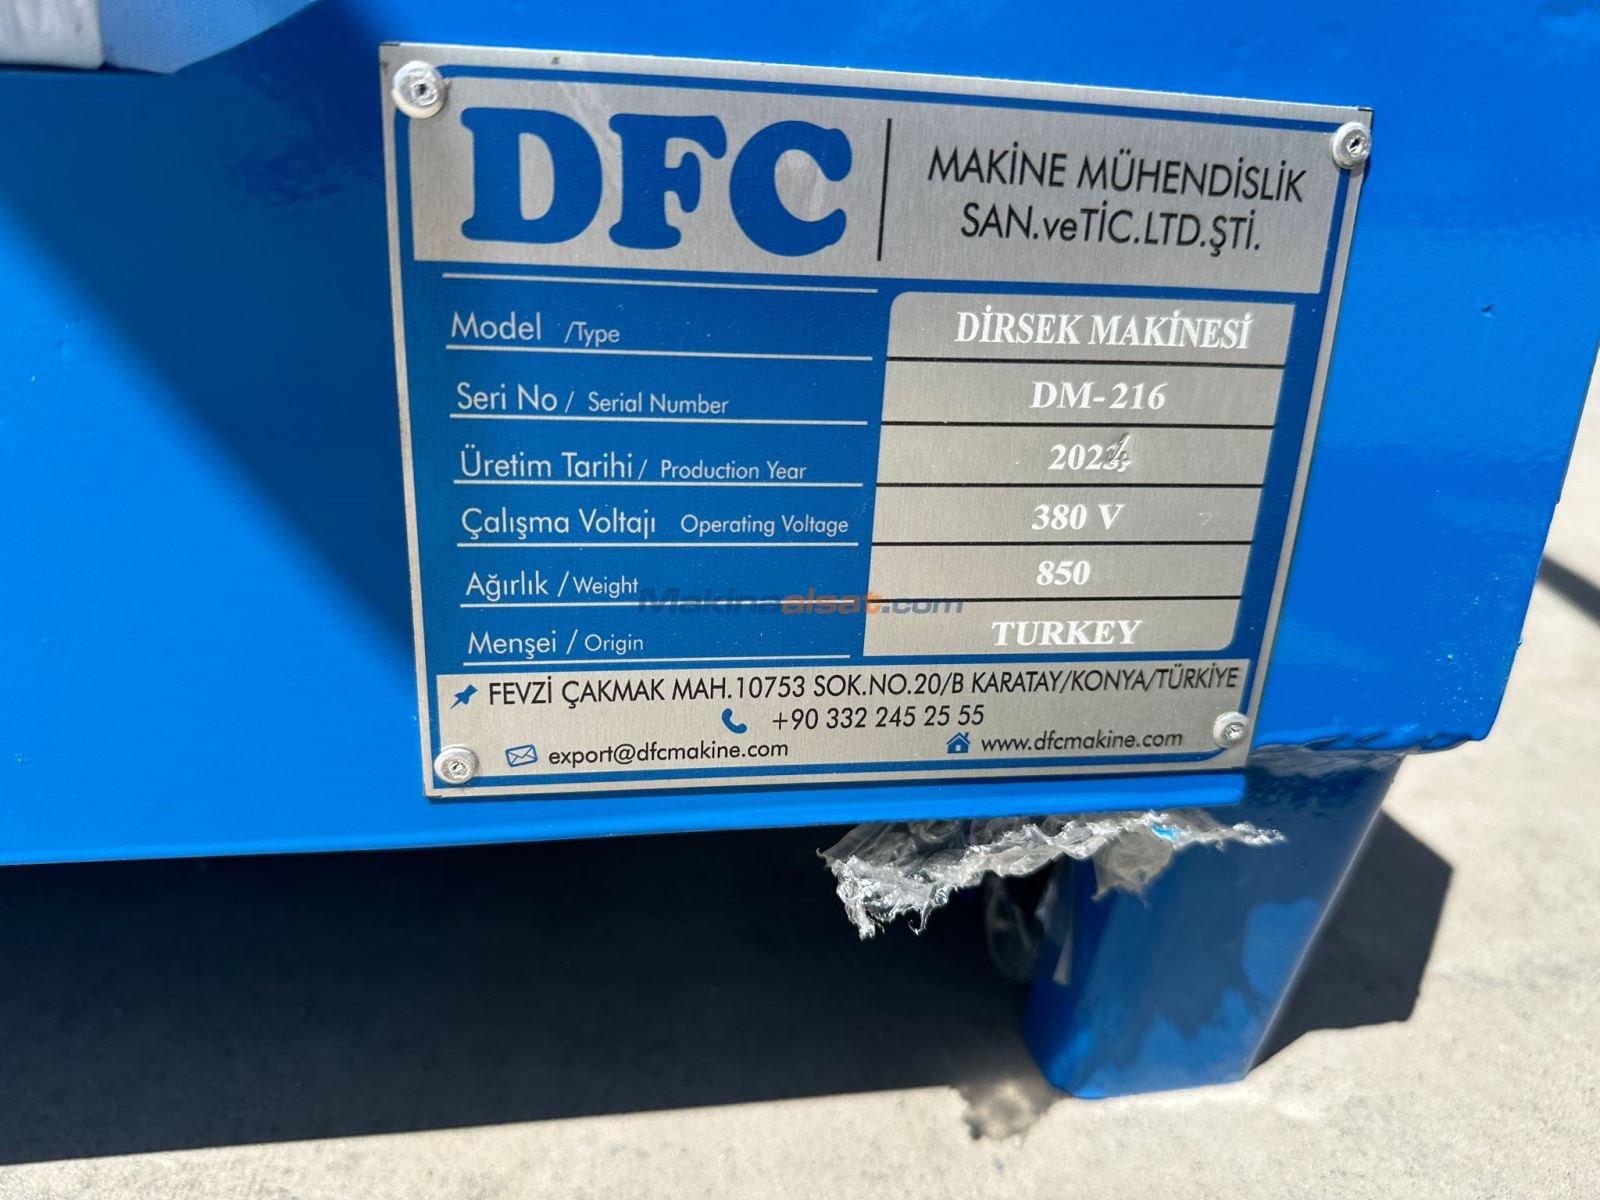 DFC
MAKİNE MÜHENDİSLİK
SAN.veTİC.LTD.ŞTİ.
Model /Type DİRSEK MAKİNESİ
Seri No / Serial Number DM-216
Üretim Tarihi / Production Year 2024
Çalışma Voltajı Operating Voltage 380 V
Ağırlık / Weight 850
Makinaalsat.com
Menşei / Origin TURKEY
FEVZİ ÇAKMAK MAH.10753 SOK.NO.20/B KARATAY/KONYA/TÜRKİYE
+90 332 245 25 55
export@dfcmakine.com www.dfcmakine.com